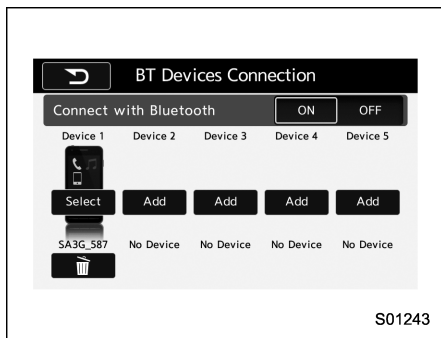 BT Devices Connection
Connect with Bluetooth ON OFF
Device 1 Device 2 Device 3 Device 4 Device 5
Select Add Add Add Add
SA3G_587 No Device No Device No Device No Device
S01243